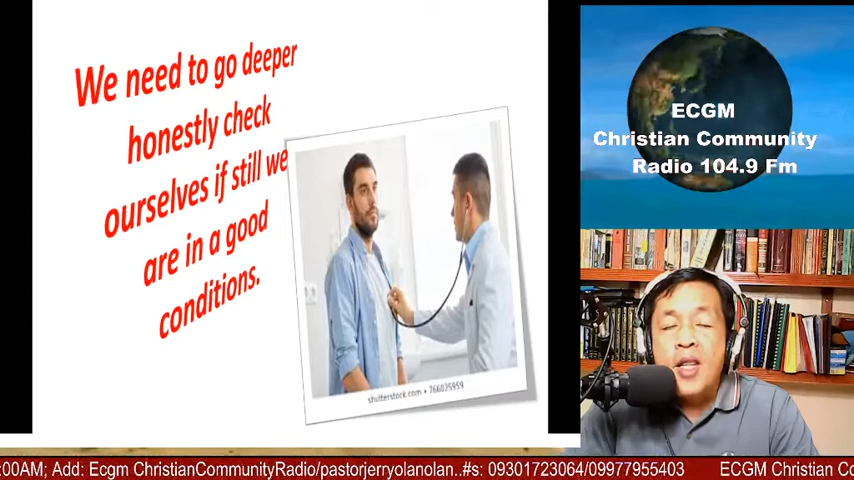 We need to go deeper
honestly check
ourselves if still we
are in a good
conditions.
shutterstock.com • 766025959
ECGM
Christian Community
Radio 104.9 Fm
:00AM; Add: Ecgm ChristianCommunityRadio/pastorjerryolanolan..#s: 09301723064/09977955403 ECGM Christian Co